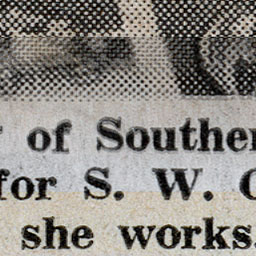 of Souther
for S. W.
she works.